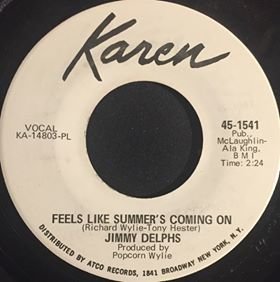 Karen
VOCAL
KA-14803-PL
45-1541
Pub.,
McLaughlin-
Ala King,
B M I
Time: 2:24
FEELS LIKE SUMMER'S COMING ON
(Richard Wylie-Tony Hester)
JIMMY DELPHS
Produced by
Popcorn Wylie
DISTRIBUTED BY ATCO RECORDS, 1841 BROADWAY NEW YORK, N. Y.